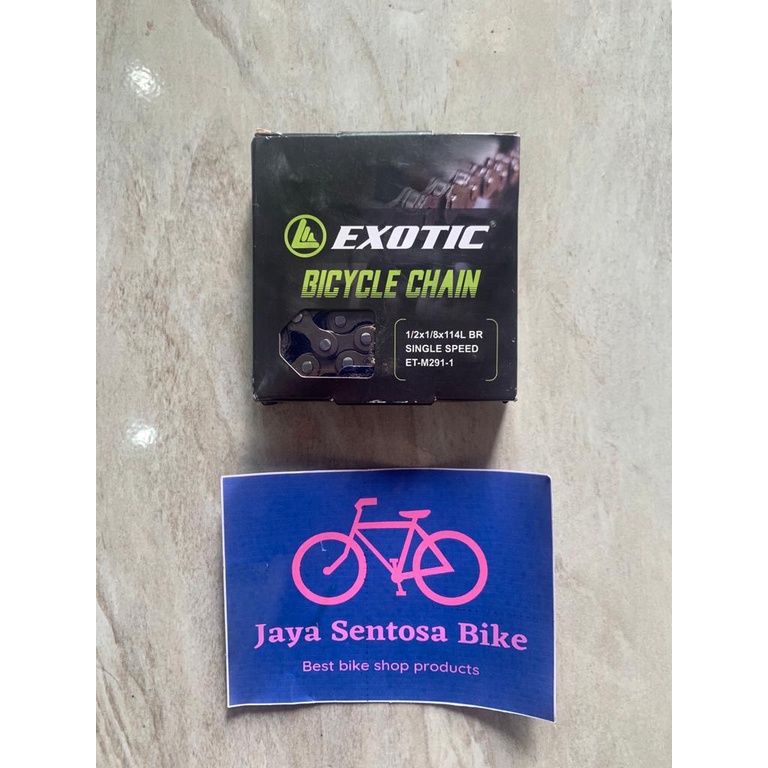 EXOTIC®
BICYCLE CHAIN
1/2x1/8x114L BR
SINGLE SPEED
ET-M291-1
Jaya Sentosa Bike
Best bike shop products